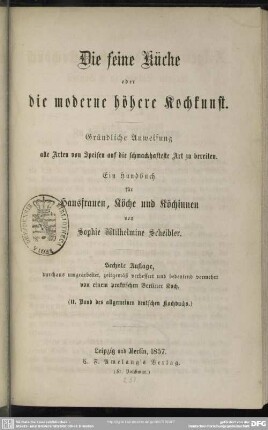 Die feine Küche
oder
die moderne höhere Kochkunst.
Gründliche Anweisung
alle Arten von Speisen auf die schmackhafteste Art zu bereiten.
Ein Handbuch
für
Hausfrauen, Köche und Köchinnen
von
Sophie Wilhelmine Scheibler.
Sechste Auflage,
durchaus umgearbeitet, zeitgemäß verbessert und bedeutend vermehrt
von einem praktischen Berliner Koch.
(II. Band des allgemeinen deutschen Kochbuchs.)
Leipzig und Berlin, 1857.
C. F. Amelang's Verlag.
(Fr. Volckmar.)
DFG